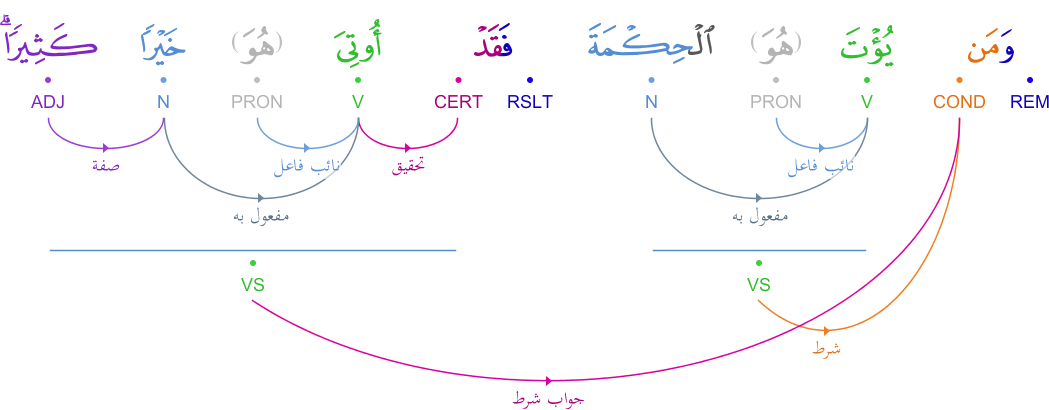 وَمَن يُؤْتَ (هُوَ) ٱلْحِكْمَةَ فَقَدْ أُوتِىَ (هُوَ) خَيْرًا كَثِيرًا ۗ
REM COND V PRON N RSLT CERT V PRON N ADJ
نائب فاعل تحقيق نائب فاعل صفة
مفعول به مفعول به
VS VS
شرط
جواب شرط